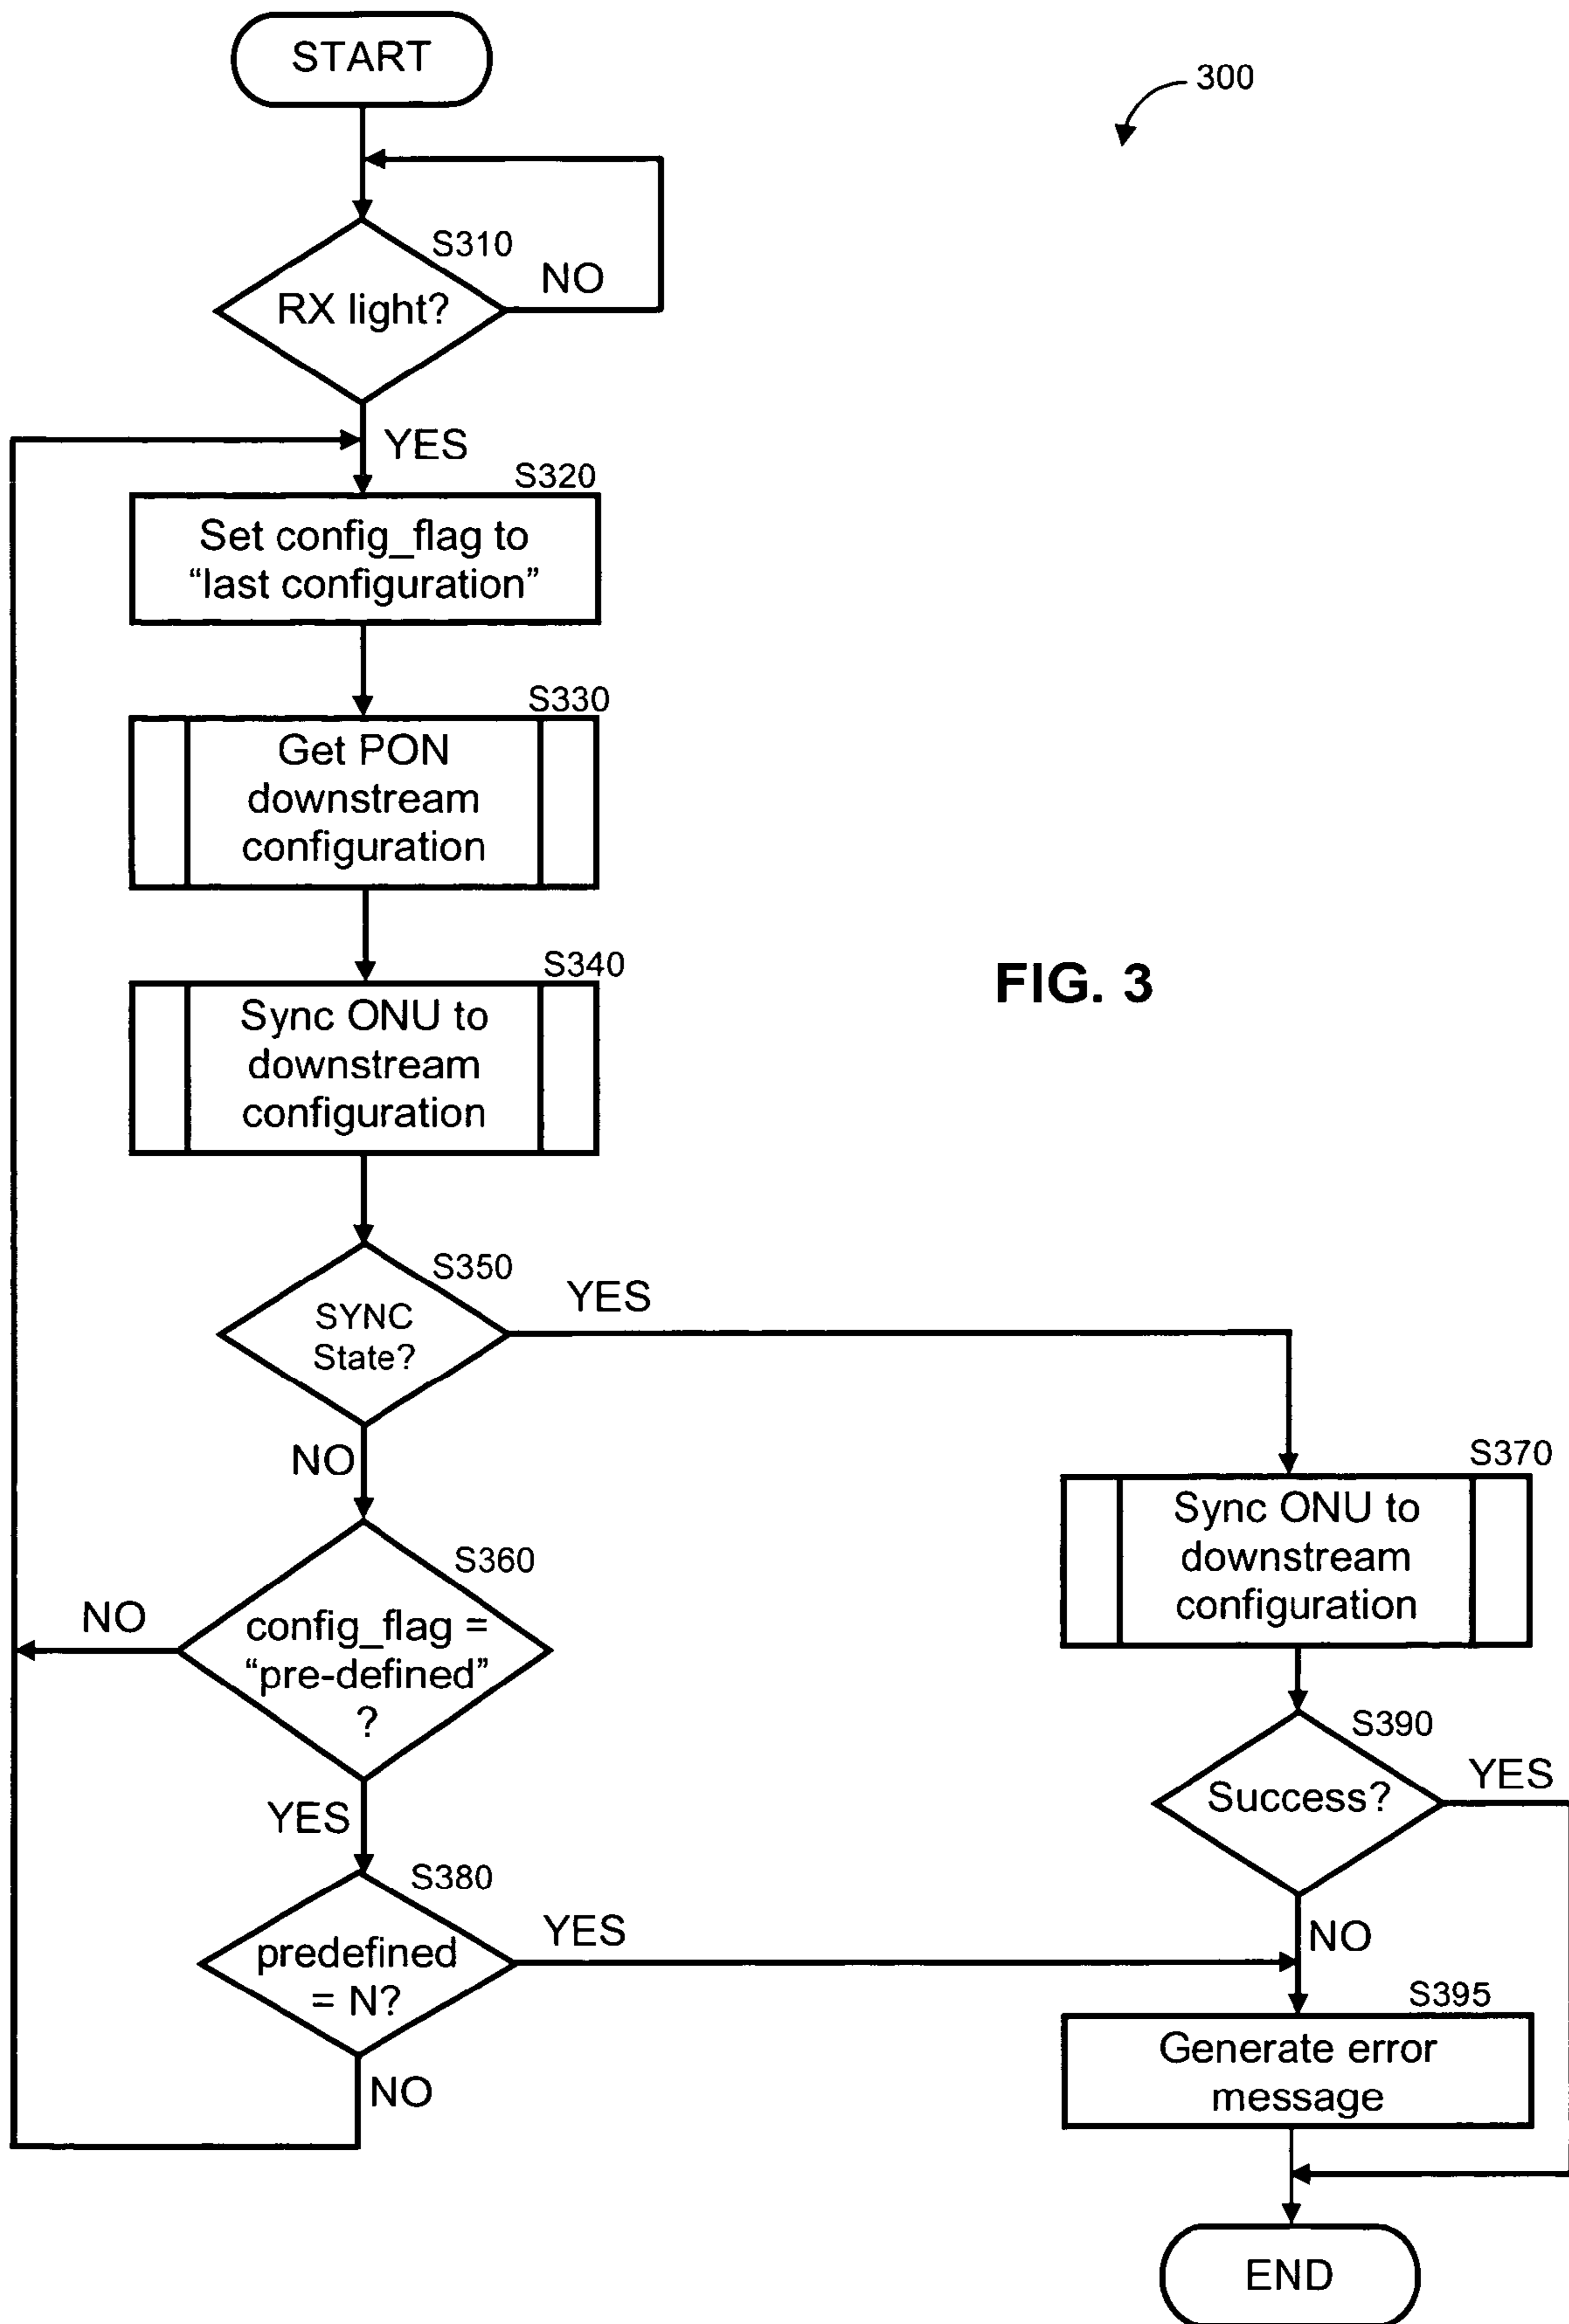 START
300
S310
RX light?
NO
YES
S320
Set config_flag to
“last configuration”
S330
Get PON
downstream
configuration
S340
Sync ONU to
downstream
configuration
FIG. 3
S350
SYNC
State?
YES
NO
S360
config_flag =
“pre-defined”
?
NO
YES
S370
Sync ONU to
downstream
configuration
S390
Success?
YES
NO
S380
predefined
= N?
YES
NO
S395
Generate error
message
END